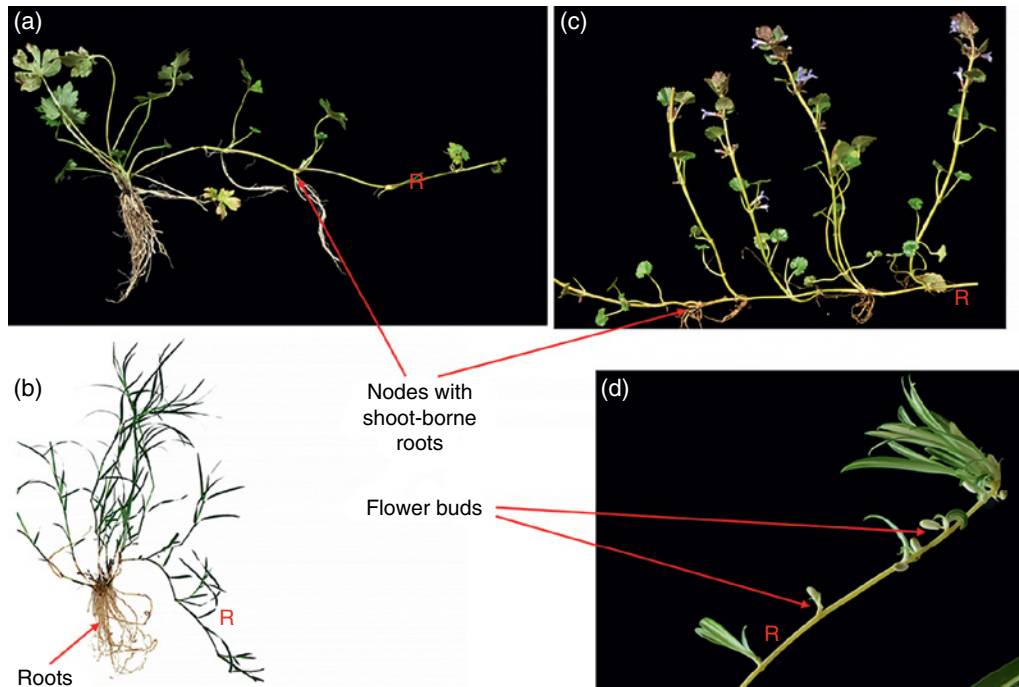 (a)
(c)
R
R
Nodes with
shoot-borne
roots
(b)
(d)
Flower buds
R
R
Roots